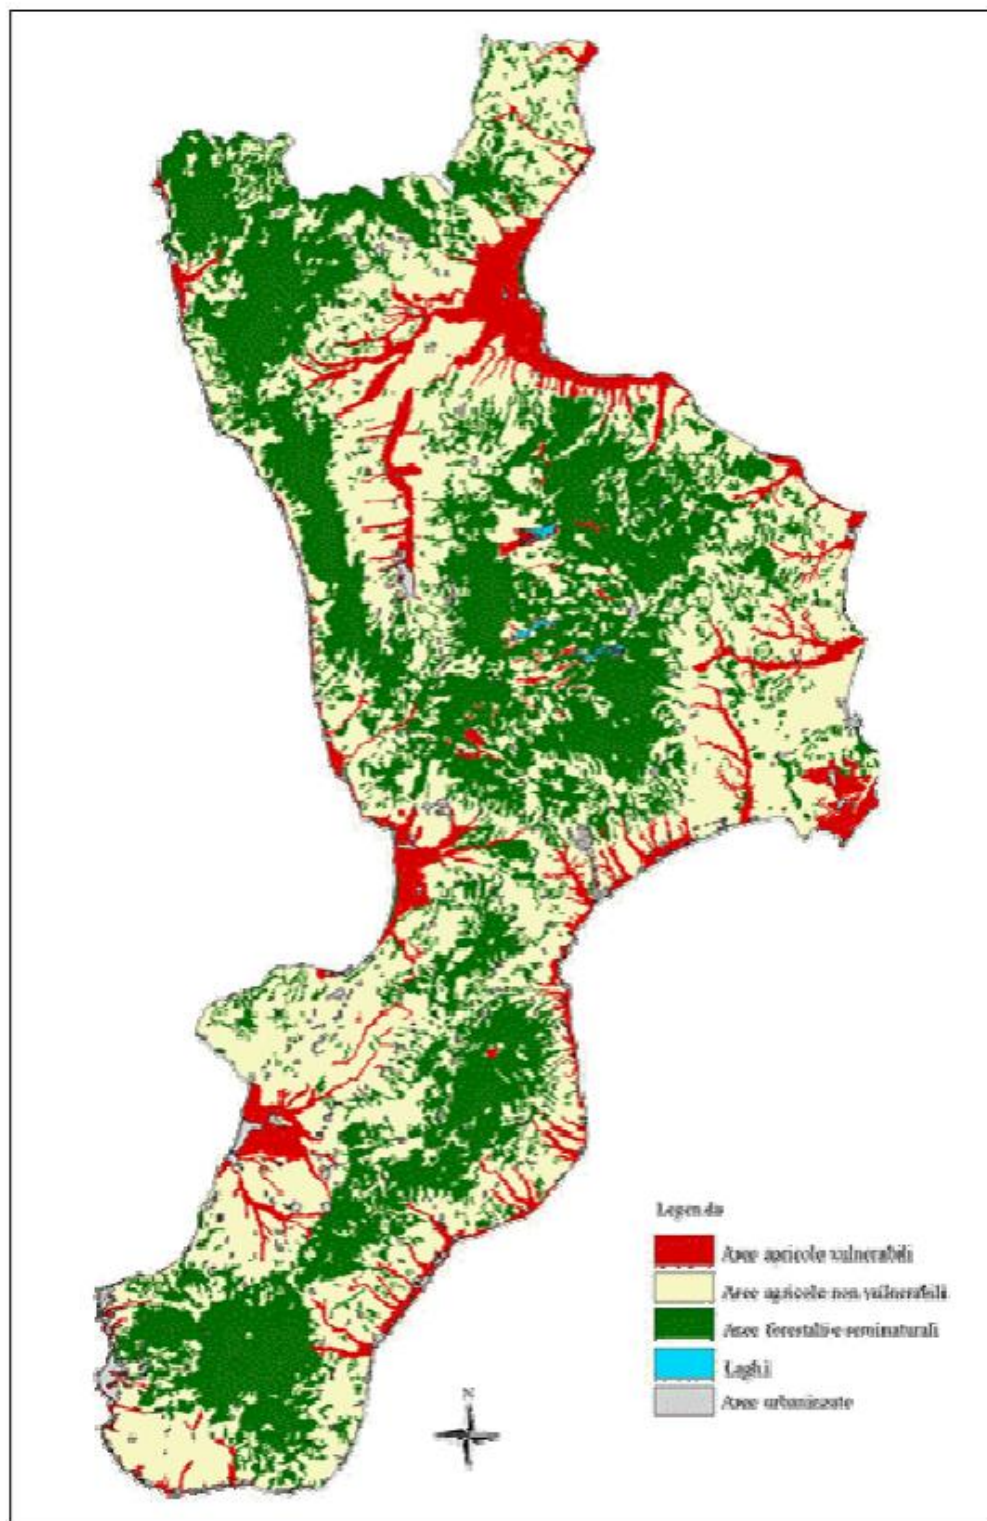 Legenda
Aree agricole vulnerabili
Aree agricole non vulnerabili
Aree forestali e seminaturali
Laghi
Aree urbanizzate
N